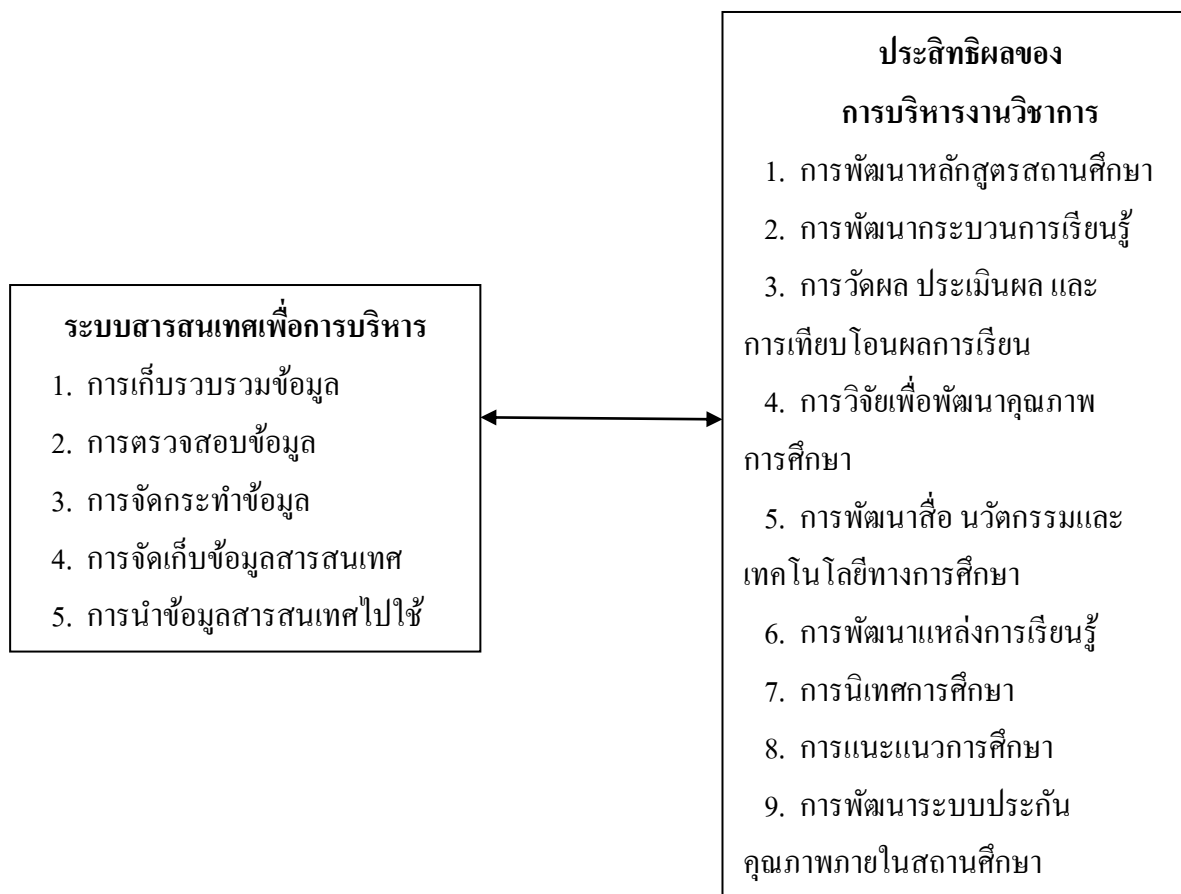 ระบบสารสนเทศเพื่อการบริหาร
1. การเก็บรวบรวมข้อมูล
2. การตรวจสอบข้อมูล
3. การจัดกระทำข้อมูล
4. การจัดเก็บข้อมูลสารสนเทศ
5. การนำข้อมูลสารสนเทศไปใช้
ประสิทธิผลของ
การบริหารงานวิชาการ
1. การพัฒนาหลักสูตรสถานศึกษา
2. การพัฒนากระบวนการเรียนรู้
3. การวัดผล ประเมินผล และ
การเทียบโอนผลการเรียน
4. การวิจัยเพื่อพัฒนาคุณภาพ
การศึกษา
5. การพัฒนาสื่อ นวัตกรรมและ
เทคโนโลยีทางการศึกษา
6. การพัฒนาแหล่งการเรียนรู้
7. การนิเทศการศึกษา
8. การแนะแนวการศึกษา
9. การพัฒนาระบบประกัน
คุณภาพภายในสถานศึกษา